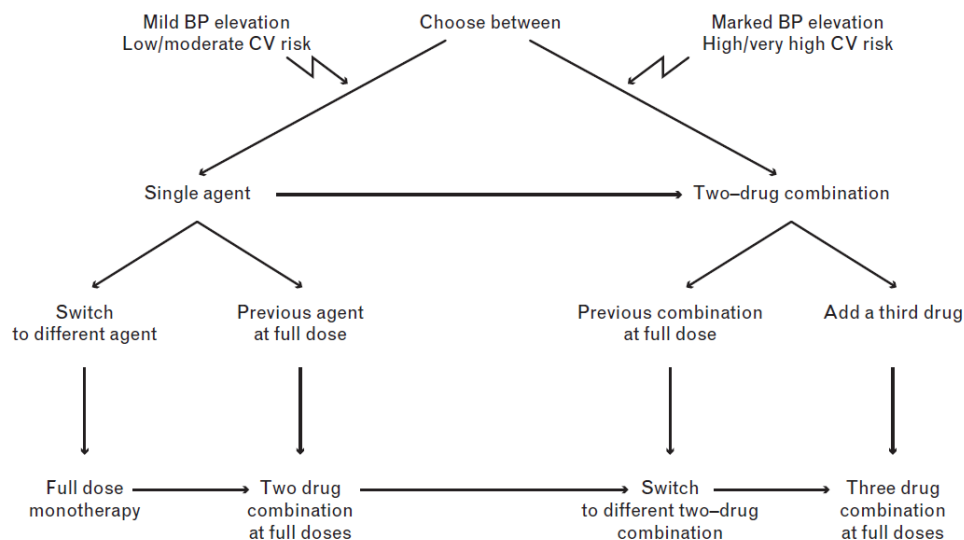 Mild BP elevation
Low/moderate CV risk
Choose between
Marked BP elevation
High/very high CV risk
Single agent
Two–drug combination
Switch
to different agent
Previous agent
at full dose
Previous combination
at full dose
Add a third drug
Full dose
monotherapy
Two drug
combination
at full doses
Switch
to different two–drug
combination
Three drug
combination
at full doses